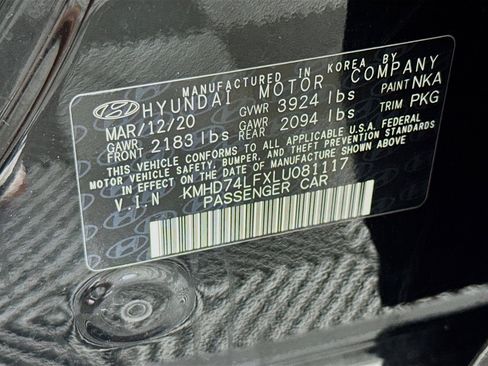 MANUFACTURED IN KOREA BY
HYUNDAI MOTOR COMPANY
MAR/12/20 GVWR 3924 lbs PAINT NKA
GAWR FRONT 2183 lbs GAWR REAR 2094 lbs TRIM PKG
THIS VEHICLE CONFORMS TO ALL APPLICABLE U.S.A. FEDERAL
MOTOR VEHICLE SAFETY, BUMPER, AND THEFT PREVENTION STANDARDS
IN EFFECT ON THE DATE OF MANUFACTURE SHOWN ABOVE
V.I.N KMHD74LFXLU081117
PASSENGER CAR